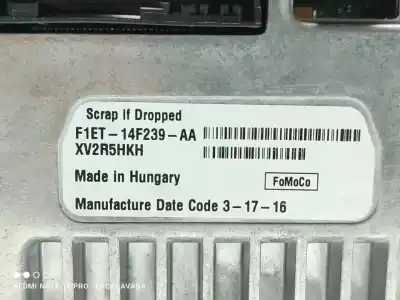 Scrap if Dropped
F1ET-14F239-AA
XV2R5HKH
Made in Hungary
FoMoCo
Manufacture Date Code 3-17-16